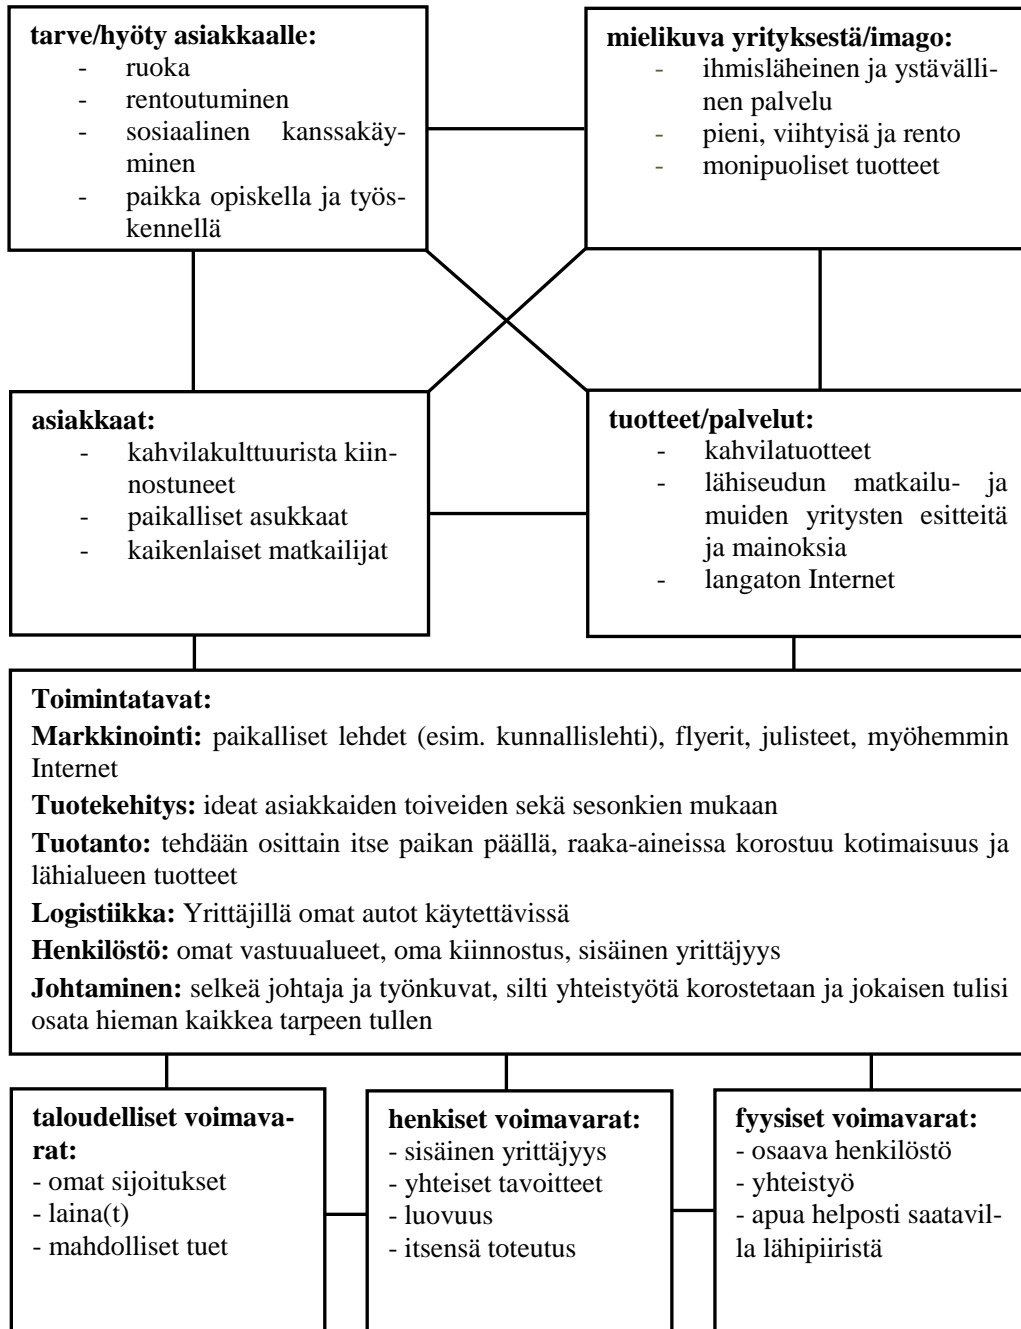 tarve/hyöty asiakkaalle:
- ruoka
- rentoutuminen
- sosiaalinen kanssakäy-
minen
- paikka opiskella ja työs-
kennellä
mielikuva yrityksestä/imago:
- ihmisläheinen ja ystävälli-
nen palvelu
- pieni, viihtyisä ja rento
- monipuoliset tuotteet
asiakkaat:
- kahvilakulttuurista kiin-
nostuneet
- paikalliset asukkaat
- kaikenlaiset matkailijat
tuotteet/palvelut:
- kahvilatuotteet
- lähiseudun matkailu- ja
muiden yritysten esitteitä
ja mainoksia
- langaton Internet
Toimintatavat:
Markkinointi: paikalliset lehdet (esim. kunnallislehti), flyerit, julisteet, myöhemmin
Internet
Tuotekehitys: ideat asiakkaiden toiveiden sekä sesonkien mukaan
Tuotanto: tehdään osittain itse paikan päällä, raaka-aineissa korostuu kotimaisuus ja
lähialueen tuotteet
Logistiikka: Yrittäjillä omat autot käytettävissä
Henkilöstö: omat vastuualueet, oma kiinnostus, sisäinen yrittäjyys
Johtaminen: selkeä johtaja ja työnkuvat, silti yhteistyötä korostetaan ja jokaisen tulisi
osata hieman kaikkea tarpeen tullen
taloudelliset voimava-
rat:
- omat sijoitukset
- laina(t)
- mahdolliset tuet
henkiset voimavarat:
- sisäinen yrittäjyys
- yhteiset tavoitteet
- luovuus
- itsensä toteutus
fyysiset voimavarat:
- osaava henkilöstö
- yhteistyö
- apua helposti saatavil-
la lähipiiristä